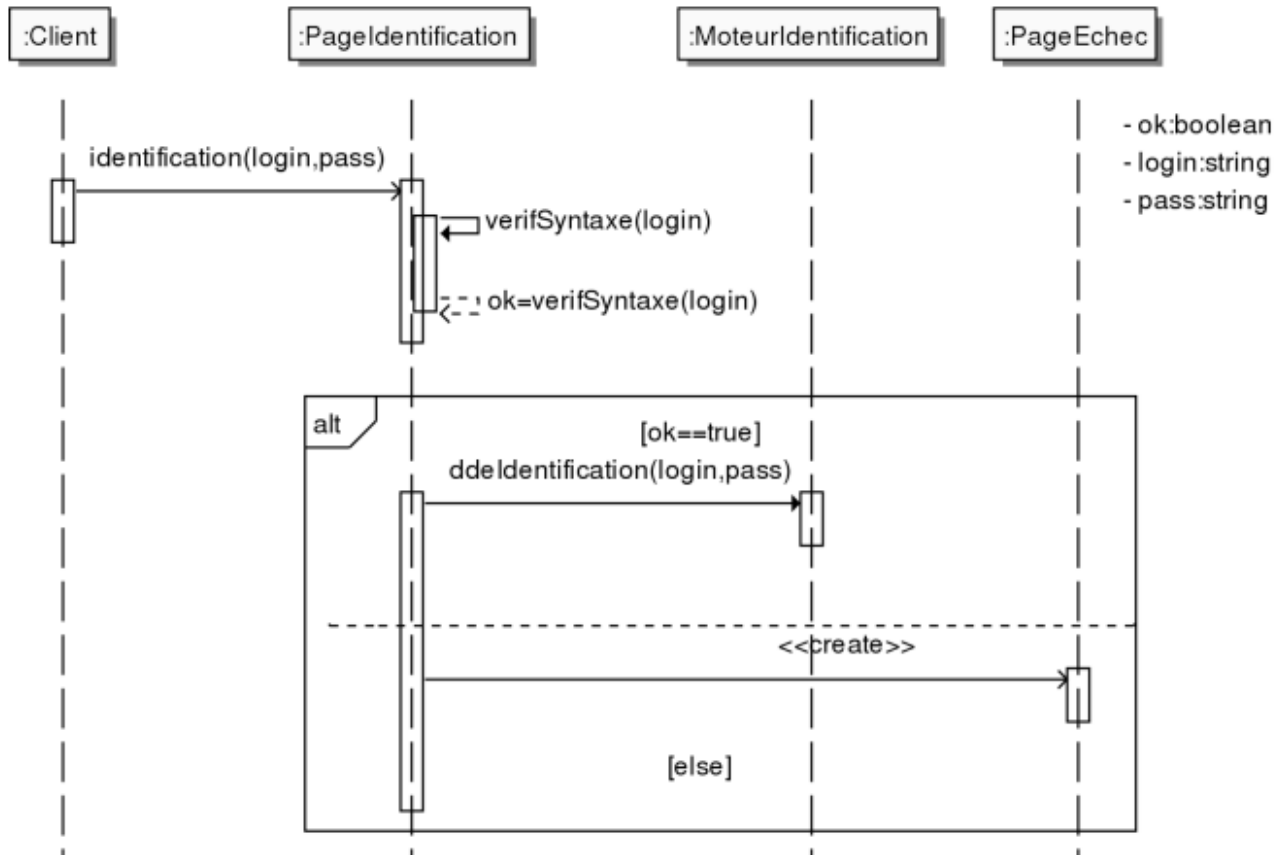 :Client
:PageIdentification
:MoteurIdentification
:PageEchec
- ok:boolean
- login:string
- pass:string
identification(login,pass)
verifSyntaxe(login)
ok=verifSyntaxe(login)
alt
[ok==true]
ddeIdentification(login,pass)
<<create>>
[else]